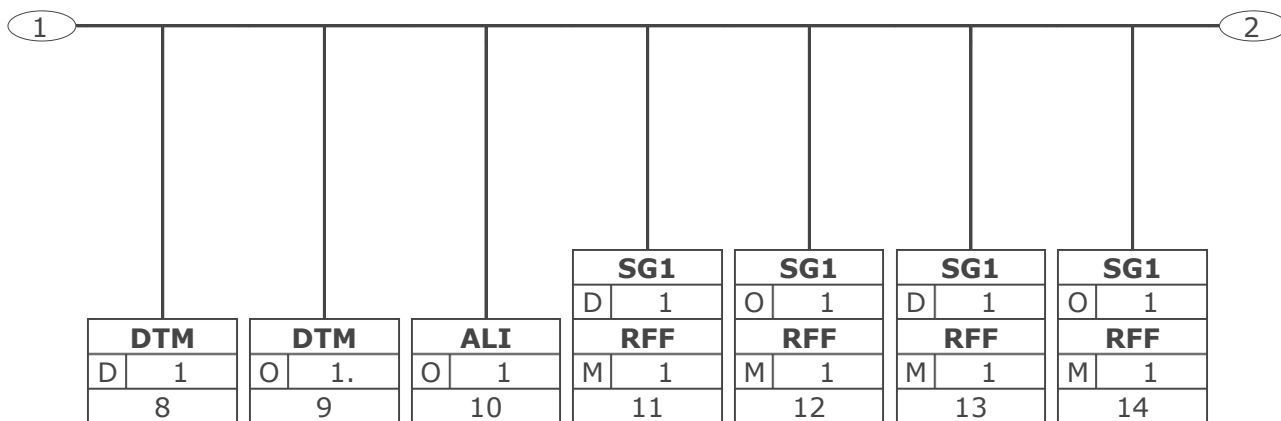 1 2
SG1 SG1 SG1 SG1
D 1 O 1 D 1 O 1
DTM DTM ALI RFF RFF RFF RFF
D 1 O 1. O 1 M 1 M 1 M 1 M 1
8 9 10 11 12 13 14